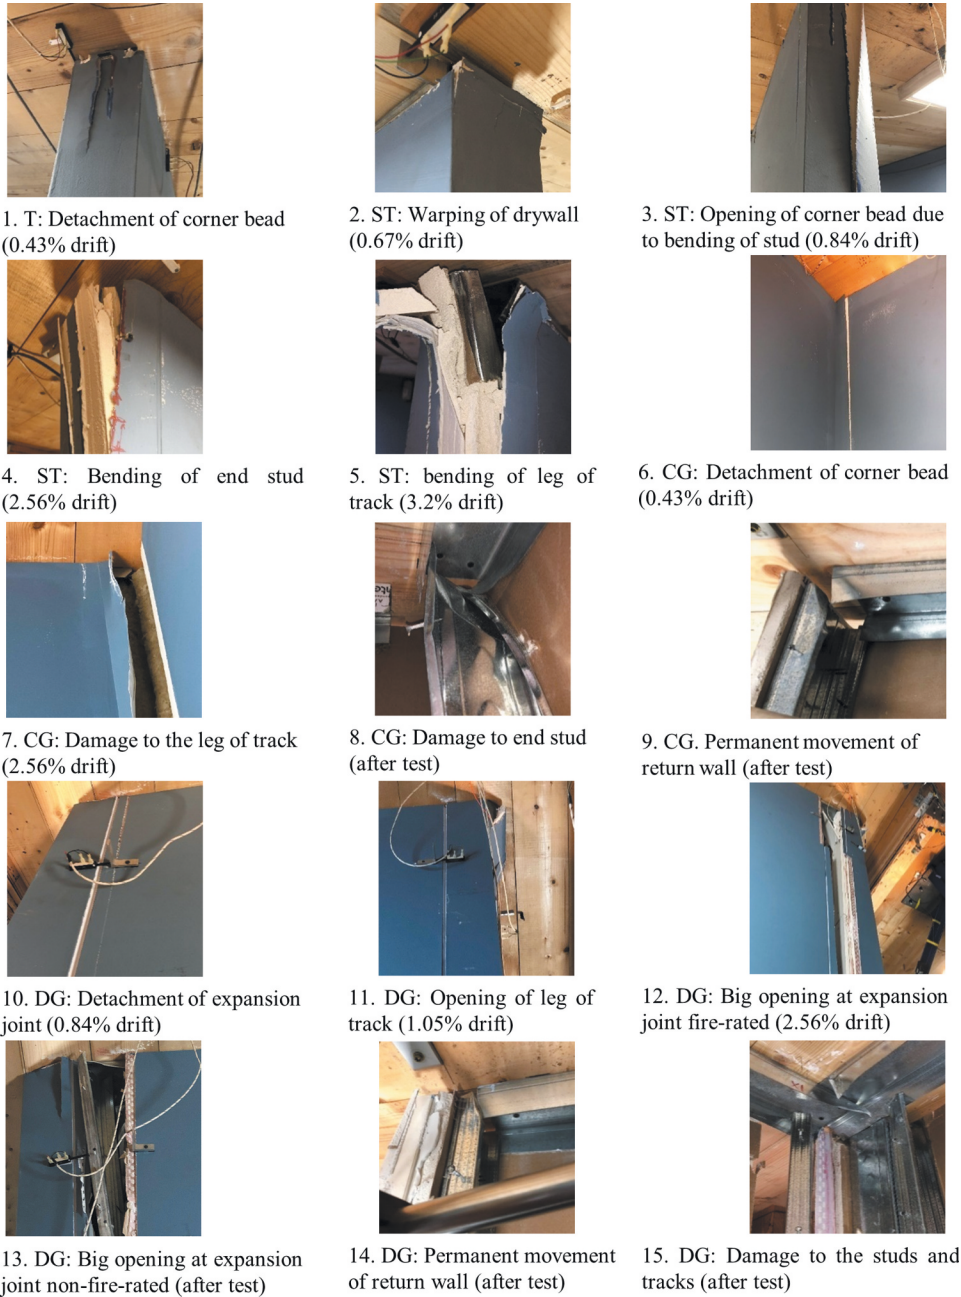 1. T: Detachment of corner bead
(0.43% drift)
2. ST: Warping of drywall
(0.67% drift)
3. ST: Opening of corner bead due
to bending of stud (0.84% drift)
4. ST: Bending of end stud
(2.56% drift)
5. ST: bending of leg of
track (3.2% drift)
6. CG: Detachment of corner bead
(0.43% drift)
7. CG: Damage to the leg of track
(2.56% drift)
8. CG: Damage to end stud
(after test)
9. CG. Permanent movement of
return wall (after test)
10. DG: Detachment of expansion
joint (0.84% drift)
11. DG: Opening of leg of
track (1.05% drift)
12. DG: Big opening at expansion
joint fire-rated (2.56% drift)
13. DG: Big opening at expansion
joint non-fire-rated (after test)
14. DG: Permanent movement
of return wall (after test)
15. DG: Damage to the studs and
tracks (after test)